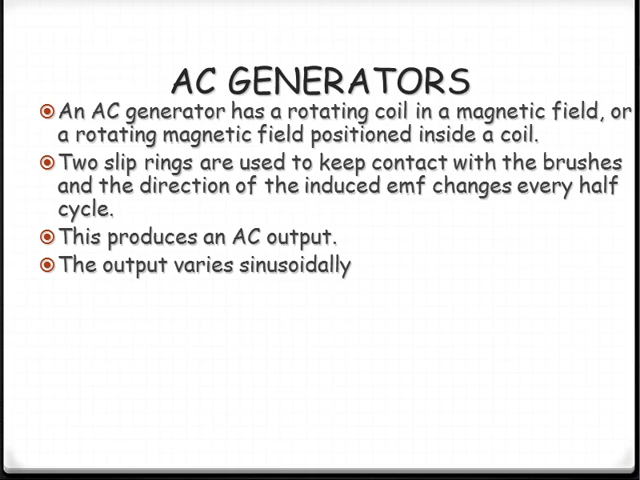 AC GENERATORS
An AC generator has a rotating coil in a magnetic field, or
a rotating magnetic field positioned inside a coil.
Two slip rings are used to keep contact with the brushes
and the direction of the induced emf changes every half
cycle.
This produces an AC output.
The output varies sinusoidally